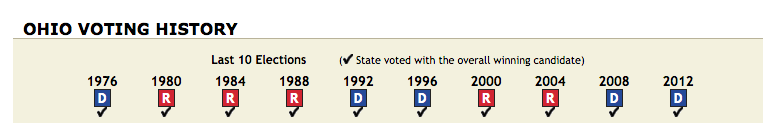 OHIO VOTING HISTORY
Last 10 Elections (✔ State voted with the overall winning candidate)
1976 1980 1984 1988 1992 1996 2000 2004 2008 2012
D R R R D D R R D D
✔ ✔ ✔ ✔ ✔ ✔ ✔ ✔ ✔ ✔